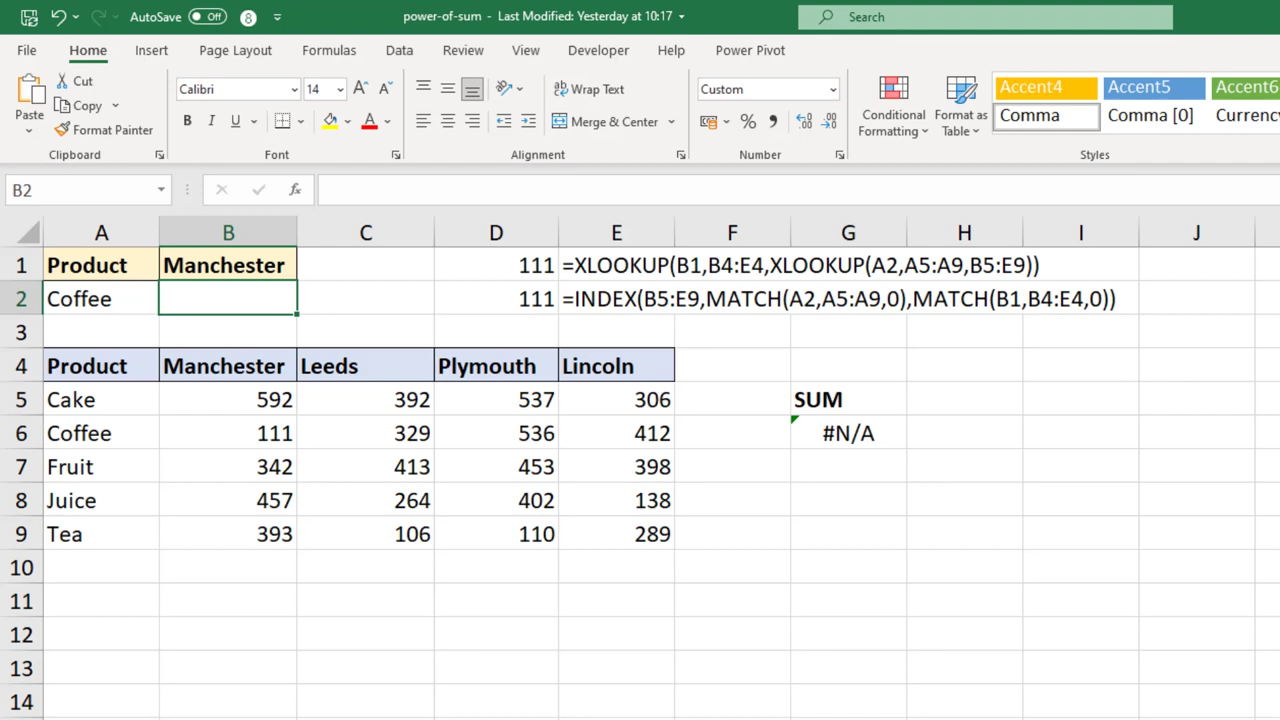 AutoSave Off 8 power-of-sum - Last Modified: Yesterday at 10:17 Search
File Home Insert Page Layout Formulas Data Review View Developer Help Power Pivot
Paste
Cut
Copy
Format Painter
Clipboard
Calibri 14 A A
B I U A
Font
Wrap Text
Merge & Center
Alignment
Custom
% 9 .00 .00
Number
Conditional Formatting
Format as Table
Accent4 Accent5 Accent6
Comma Comma [0] Currency
Styles
B2 fx
A B C D E F G H I J
1 Product Manchester 111 =XLOOKUP(B1,B4:E4,XLOOKUP(A2,A5:A9,B5:E9))
2 Coffee 111 =INDEX(B5:E9,MATCH(A2,A5:A9,0),MATCH(B1,B4:E4,0))
3
4 Product Manchester Leeds Plymouth Lincoln
5 Cake 592 392 537 306 SUM
6 Coffee 111 329 536 412 #N/A
7 Fruit 342 413 453 398
8 Juice 457 264 402 138
9 Tea 393 106 110 289
10
11
12
13
14